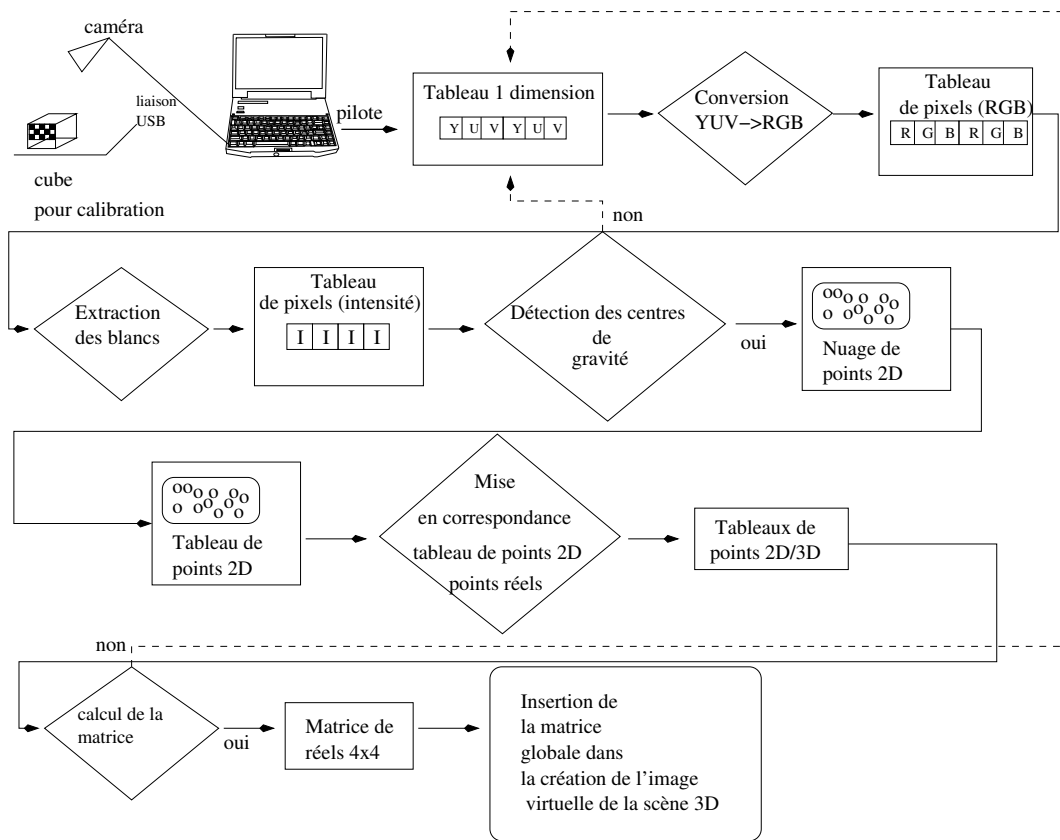 caméra
liaison
USB
cube
pour calibration
pilote
Tableau 1 dimension
Y U V Y U V
Conversion
YUV−>RGB
Tableau
de pixels (RGB)
R G B R G B
non
Extraction
des blancs
Tableau
de pixels (intensité)
I I I I
Détection des centres
de
gravité
oui
Nuage de
points 2D
Tableau de
points 2D
Mise
en correspondance
tableau de points 2D
points réels
Tableaux de
points 2D/3D
non
calcul de la
matrice
oui
Matrice de
réels 4x4
Insertion de
la matrice
globale dans
la création de l’image
virtuelle de la scène 3D